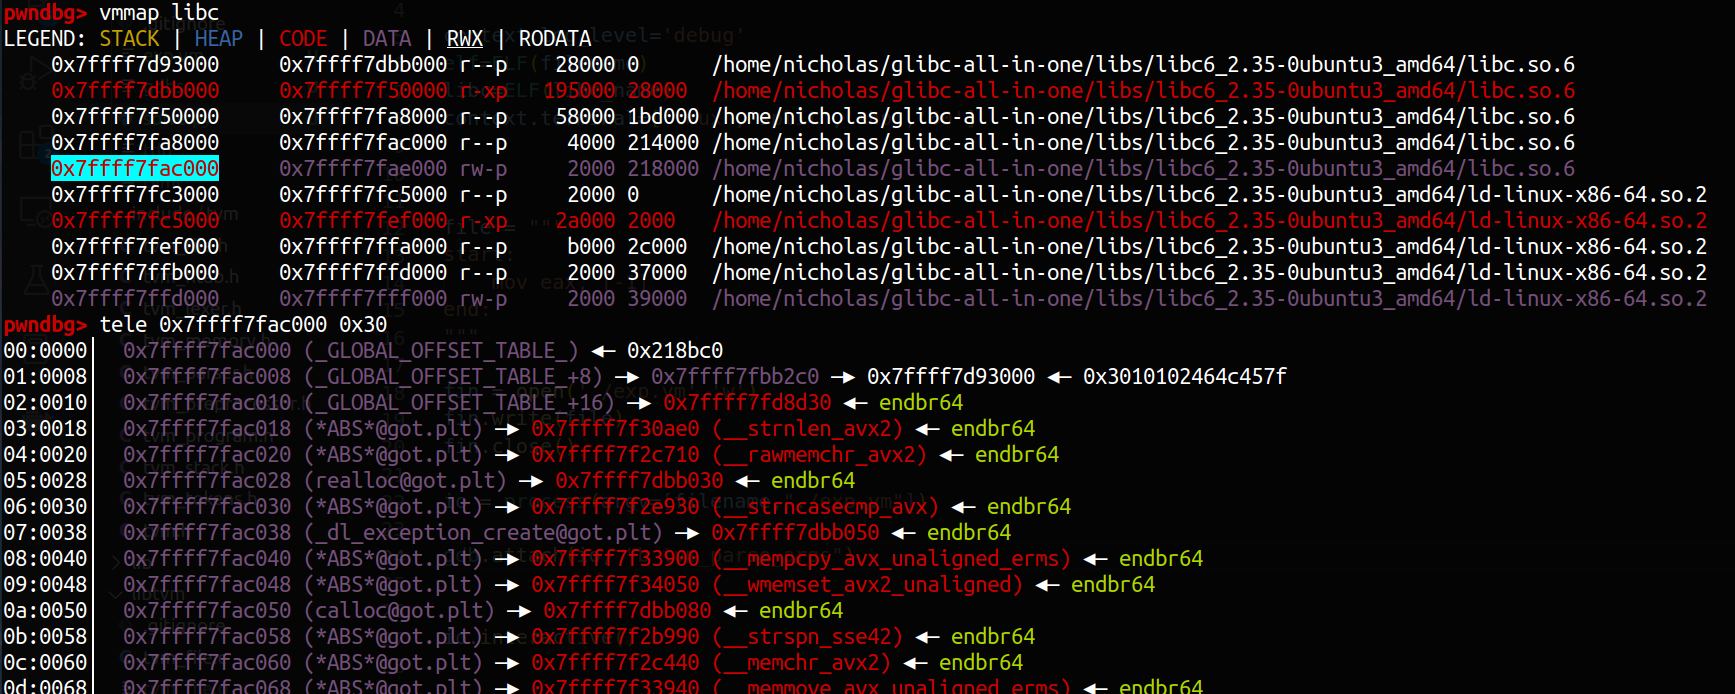 pwndbg> vmmap libc
LEGEND: STACK | HEAP | CODE | DATA | RWX | RODATA
0x7ffff7d93000 0x7ffff7dbb000 r--p 28000 0 /home/nicholas/glibc-all-in-one/libs/libc6_2.35-0ubuntu3_amd64/libc.so.6
0x7ffff7dbb000 0x7ffff7f50000 r-xp 195000 28000 /home/nicholas/glibc-all-in-one/libs/libc6_2.35-0ubuntu3_amd64/libc.so.6
0x7ffff7f50000 0x7ffff7fa8000 r--p 58000 1bd000 /home/nicholas/glibc-all-in-one/libs/libc6_2.35-0ubuntu3_amd64/libc.so.6
0x7ffff7fa8000 0x7ffff7fac000 r--p 4000 214000 /home/nicholas/glibc-all-in-one/libs/libc6_2.35-0ubuntu3_amd64/libc.so.6
0x7ffff7fac000 0x7ffff7fae000 rw-p 2000 218000 /home/nicholas/glibc-all-in-one/libs/libc6_2.35-0ubuntu3_amd64/libc.so.6
0x7ffff7fc3000 0x7ffff7fc5000 r--p 2000 0 /home/nicholas/glibc-all-in-one/libs/libc6_2.35-0ubuntu3_amd64/ld-linux-x86-64.so.2
0x7ffff7fc5000 0x7ffff7fef000 r-xp 2a000 2000 /home/nicholas/glibc-all-in-one/libs/libc6_2.35-0ubuntu3_amd64/ld-linux-x86-64.so.2
0x7ffff7fef000 0x7ffff7ffa000 r--p b000 2c000 /home/nicholas/glibc-all-in-one/libs/libc6_2.35-0ubuntu3_amd64/ld-linux-x86-64.so.2
0x7ffff7ffb000 0x7ffff7ffd000 r--p 2000 37000 /home/nicholas/glibc-all-in-one/libs/libc6_2.35-0ubuntu3_amd64/ld-linux-x86-64.so.2
0x7ffff7ffd000 0x7ffff7fff000 rw-p 2000 39000 /home/nicholas/glibc-all-in-one/libs/libc6_2.35-0ubuntu3_amd64/ld-linux-x86-64.so.2
pwndbg> tele 0x7ffff7fac000 0x30
00:0000│ 0x7ffff7fac000 (_GLOBAL_OFFSET_TABLE_) ◂— 0x218bc0
01:0008│ 0x7ffff7fac008 (_GLOBAL_OFFSET_TABLE_+8) —▸ 0x7ffff7fbb2c0 —▸ 0x7ffff7d93000 ◂— 0x3010102464c457f
02:0010│ 0x7ffff7fac010 (_GLOBAL_OFFSET_TABLE_+16) —▸ 0x7ffff7fd8d30 ◂— endbr64
03:0018│ 0x7ffff7fac018 (*ABS*@got.plt) —▸ 0x7ffff7f30ae0 (__strnlen_avx2) ◂— endbr64
04:0020│ 0x7ffff7fac020 (*ABS*@got.plt) —▸ 0x7ffff7f2c710 (__rawmemchr_avx2) ◂— endbr64
05:0028│ 0x7ffff7fac028 (realloc@got.plt) —▸ 0x7ffff7dbb030 ◂— endbr64
06:0030│ 0x7ffff7fac030 (*ABS*@got.plt) —▸ 0x7ffff7f2e930 (__strncasecmp_avx) ◂— endbr64
07:0038│ 0x7ffff7fac038 (_dl_exception_create@got.plt) —▸ 0x7ffff7dbb050 ◂— endbr64
08:0040│ 0x7ffff7fac040 (*ABS*@got.plt) —▸ 0x7ffff7f33900 (__mempcpy_avx_unaligned_erms) ◂— endbr64
09:0048│ 0x7ffff7fac048 (*ABS*@got.plt) —▸ 0x7ffff7f34050 (__wmemset_avx2_unaligned) ◂— endbr64
0a:0050│ 0x7ffff7fac050 (calloc@got.plt) —▸ 0x7ffff7dbb080 ◂— endbr64
0b:0058│ 0x7ffff7fac058 (*ABS*@got.plt) —▸ 0x7ffff7f2b990 (__strspn_sse42) ◂— endbr64
0c:0060│ 0x7ffff7fac060 (*ABS*@got.plt) —▸ 0x7ffff7f2c440 (__memchr_avx2) ◂— endbr64
0d:0068│ 0x7ffff7fac068 (*ABS*@got.plt) —▸ 0x7ffff7f33940 (__memmove_avx_unaligned_erms) ◂— endbr64